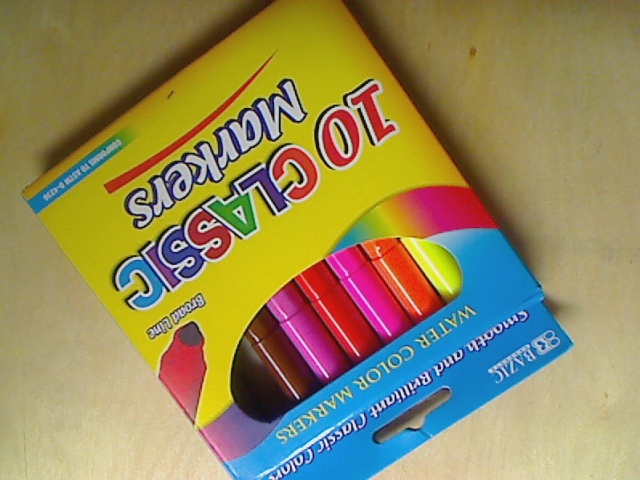 BAZIC
Smooth and Brilliant Classic Colors
WATER COLOR MARKERS
Broad Line
10 CLASSIC
Markers
CONFORMS TO ASTM D-4236